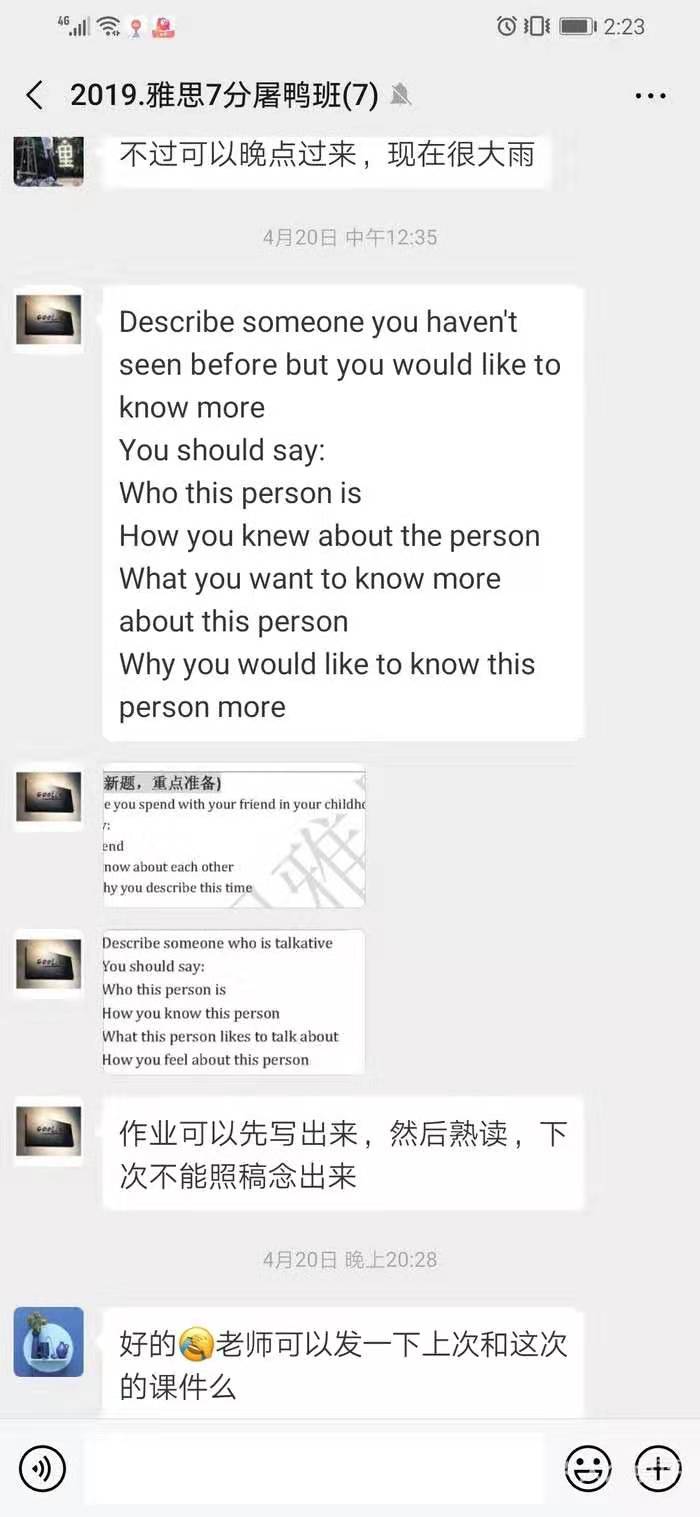 4G
2:23
2019.雅思7分屠鸭班(7)
不过可以晚点过来，现在很大雨
4月20日 中午12:35
Describe someone you haven't
seen before but you would like to
know more
You should say:
Who this person is
How you knew about the person
What you want to know more
about this person
Why you would like to know this
person more
新题，重点准备)
e you spend with your friend in your childh
y:
end
now about each other
hy you describe this time
雅
Describe someone who is talkative
You should say:
Who this person is
How you know this person
What this person likes to talk about
How you feel about this person
作业可以先写出来，然后熟读，下
次不能照稿念出来
4月20日 晚上20:28
好的🤣老师可以发一下上次和这次
的课件么